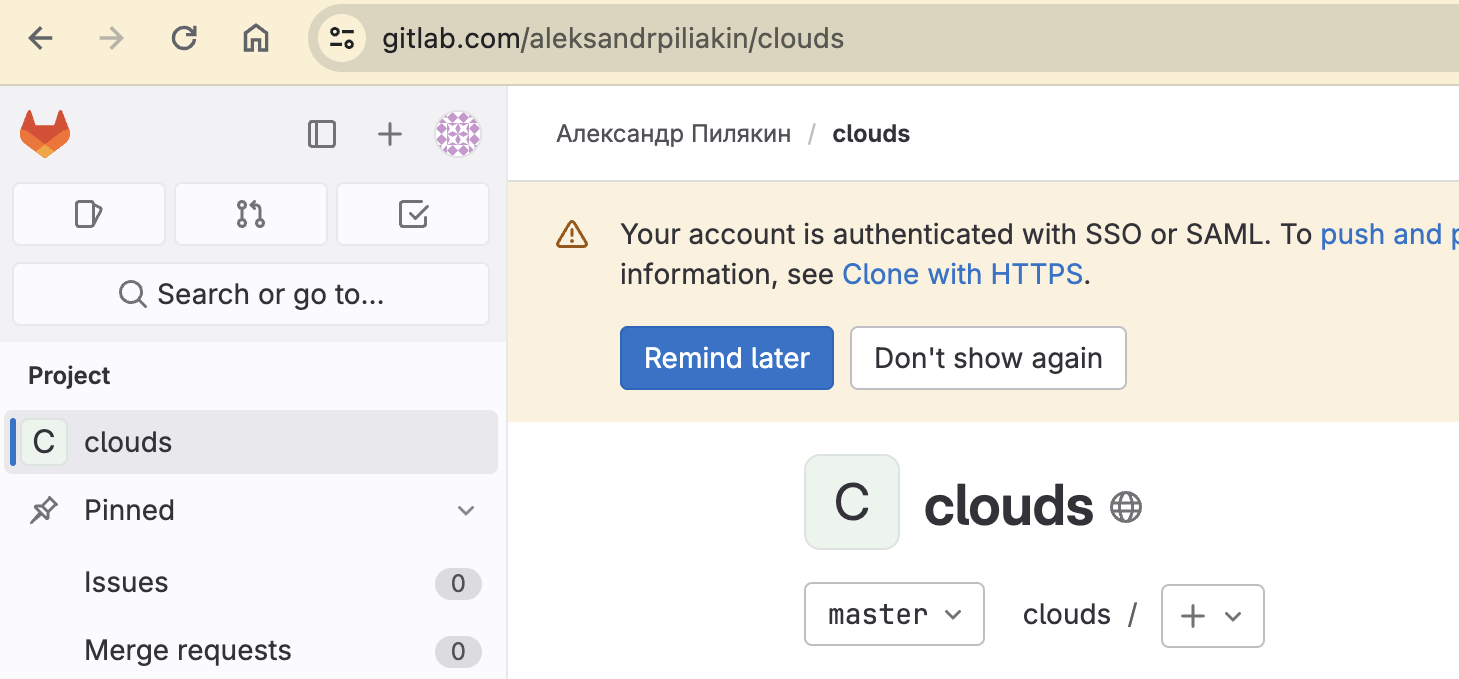 gitlab.com/aleksandrpiliakin/clouds
Александр Пилякин / clouds
Your account is authenticated with SSO or SAML. To push and
information, see Clone with HTTPS.
Remind later
Don't show again
Search or go to...
Project
C clouds
Pinned
Issues 0
Merge requests 0
C clouds
master
clouds /